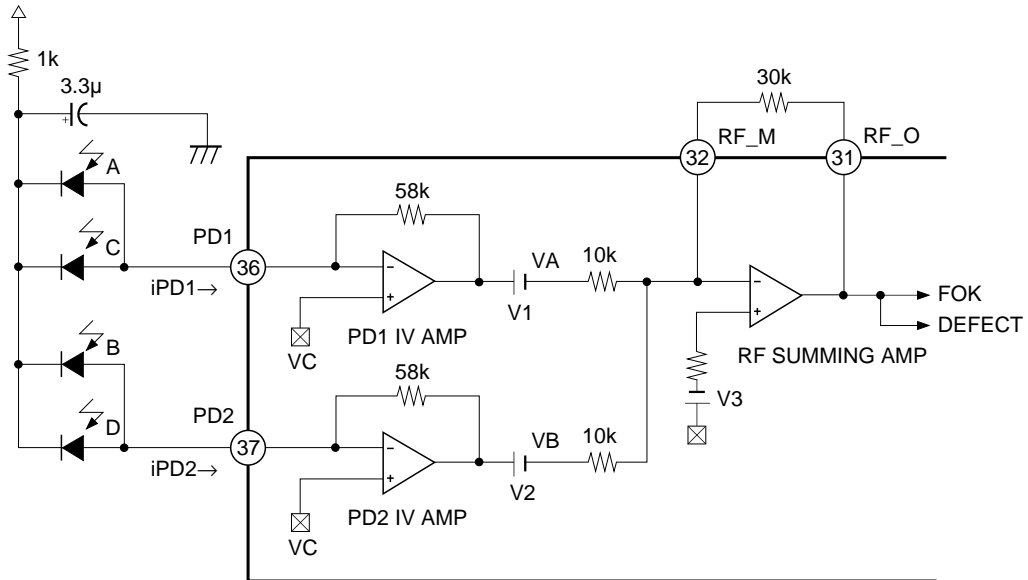 1k
3.3µ
+
30k
RF_M
RF_O
32
31
A
58k
PD1
C
VA
10k
36
iPD1→
V1
FOK
VC
PD1 IV AMP
DEFECT
B
RF SUMMING AMP
58k
V3
PD2
D
VB
10k
37
iPD2→
V2
VC
PD2 IV AMP